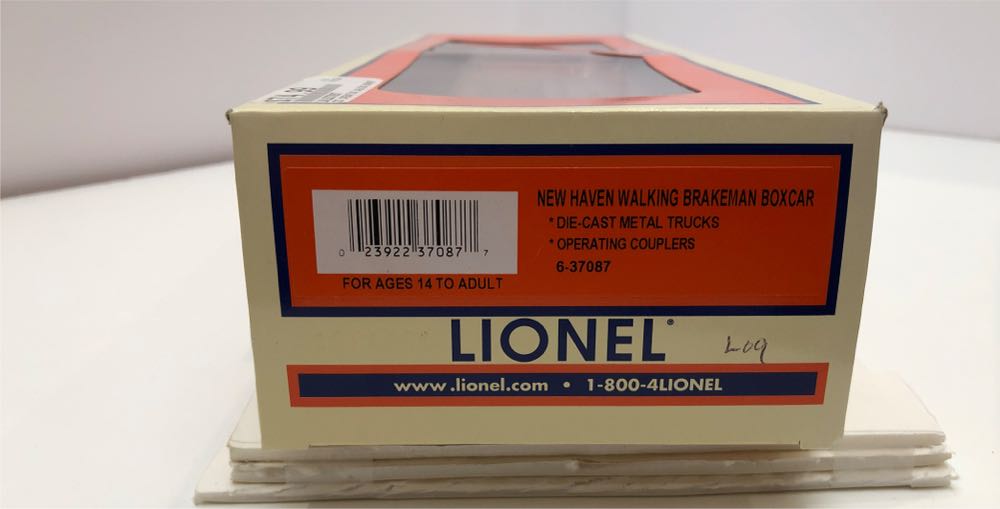 NEW HAVEN WALKING BRAKEMAN BOXCAR
* DIE-CAST METAL TRUCKS
* OPERATING COUPLERS
6-37087
0 23922 37087 7
FOR AGES 14 TO ADULT
LIONEL®
www.lionel.com • 1-800-4LIONEL